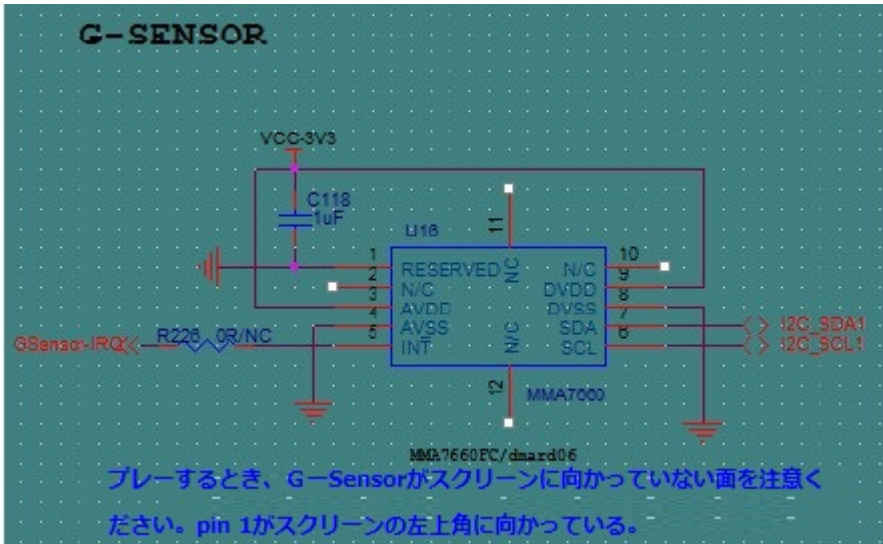 G-SENSOR
VCC-3V3
C118
1uF
U16
11
NC
1
2
3
4
5
RESERVED
N/C
AVDD
AVSS
INT
N/C
DVDD
DVSS
SDA
SCL
10
9
8
7
6
N/C
12
GSensor-IRQ
R226 0R/NC
I2C_SDA1
I2C_SCL1
MMA7660
MMA7660FC/dmard06
プレーするとき、G－Sensorがスクリーンに向かっていない面を注意く
ださい。pin 1がスクリーンの左上角に向かっている。